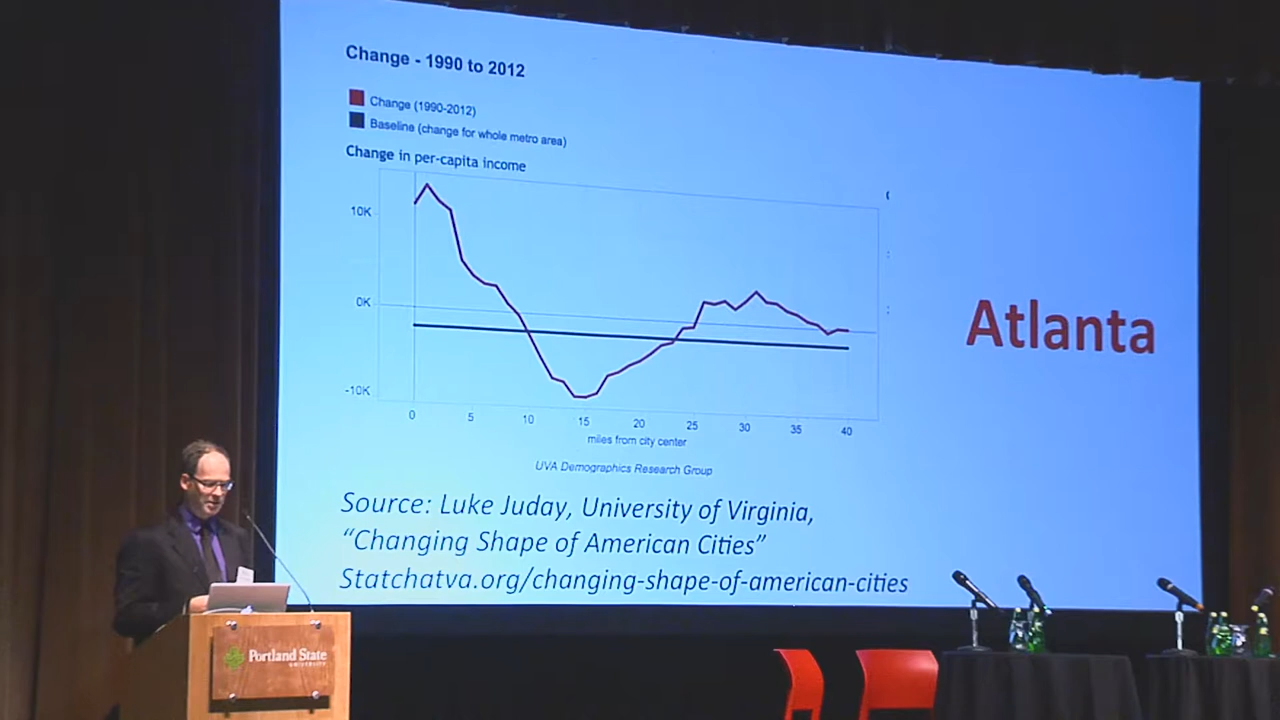 Change - 1990 to 2012
Change (1990-2012)
Baseline (change for whole metro area)
Change in per-capita income
10K
0K
-10K
0 5 10 15 20 25 30 35 40
miles from city center
UVA Demographics Research Group
Atlanta
Source: Luke Juday, University of Virginia,
“Changing Shape of American Cities”
Statchatva.org/changing-shape-of-american-cities
Portland State
UNIVERSITY